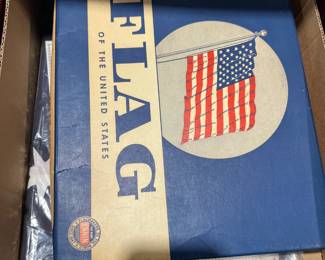 FLAG
OF THE UNITED STATES